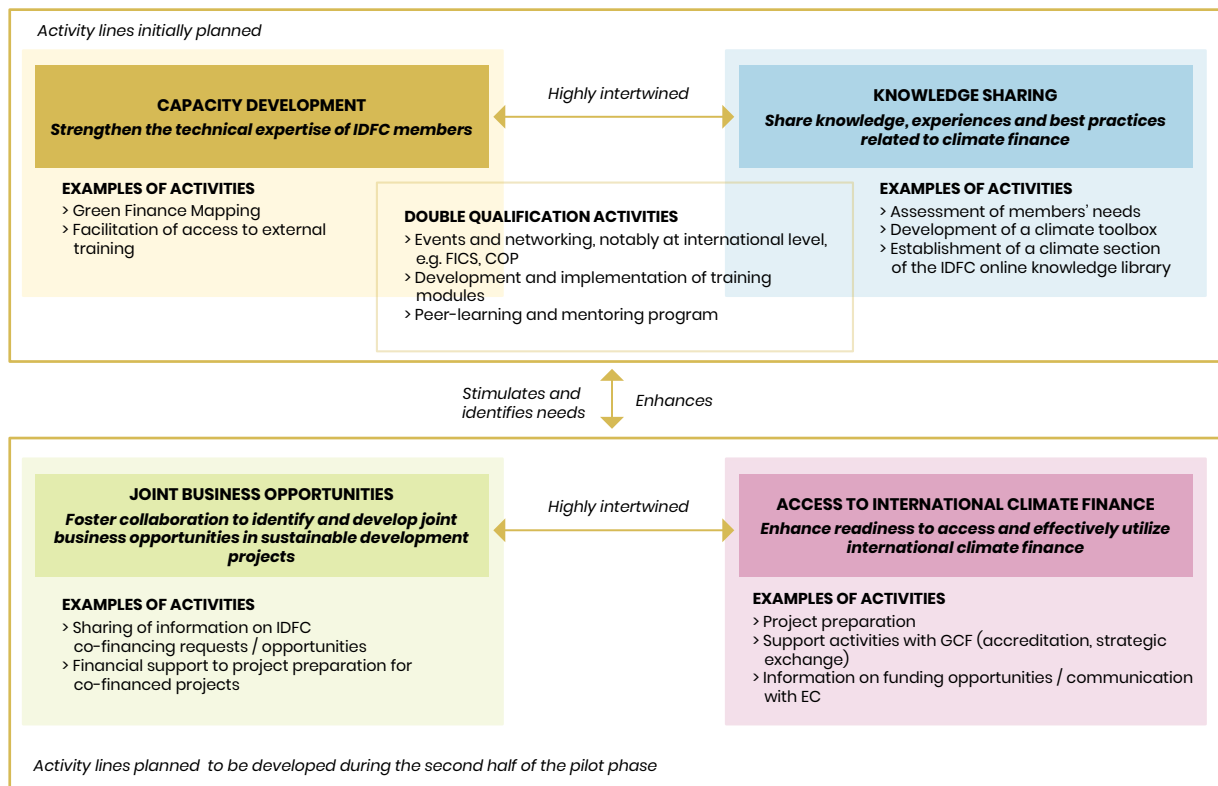 Activity lines initially planned
CAPACITY DEVELOPMENT
Strengthen the technical expertise of IDFC members
Highly intertwined
KNOWLEDGE SHARING
Share knowledge, experiences and best practices
related to climate finance
EXAMPLES OF ACTIVITIES
> Green Finance Mapping
> Facilitation of access to external
training
DOUBLE QUALIFICATION ACTIVITIES
> Events and networking, notably at international level,
e.g. FICS, COP
> Development and implementation of training
modules
> Peer-learning and mentoring program
EXAMPLES OF ACTIVITIES
> Assessment of members' needs
> Development of a climate toolbox
> Establishment of a climate section
of the IDFC online knowledge library
Stimulates and
identifies needs
Enhances
JOINT BUSINESS OPPORTUNITIES
Foster collaboration to identify and develop joint
business opportunities in sustainable development
projects
Highly intertwined
ACCESS TO INTERNATIONAL CLIMATE FINANCE
Enhance readiness to access and effectively utilize
international climate finance
EXAMPLES OF ACTIVITIES
> Sharing of information on IDFC
co-financing requests / opportunities
> Financial support to project preparation for
co-financed projects
EXAMPLES OF ACTIVITIES
> Project preparation
> Support activities with GCF (accreditation, strategic
exchange)
> Information on funding opportunities / communication
with EC
Activity lines planned to be developed during the second half of the pilot phase